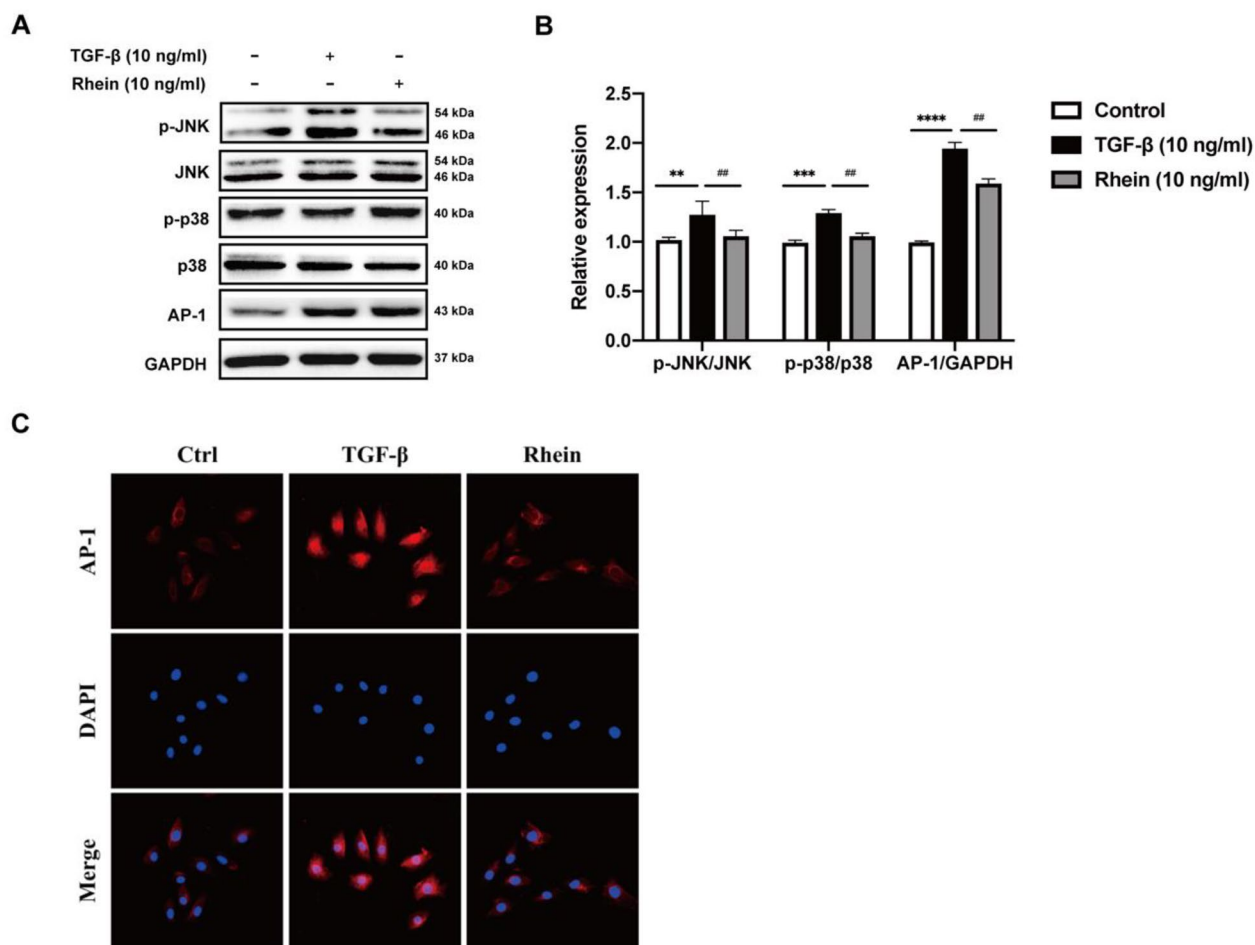 A
TGF-β (10 ng/ml) - + -
Rhein (10 ng/ml) - - +
p-JNK 54 kDa
46 kDa
JNK 54 kDa
46 kDa
p-p38 40 kDa
p38 40 kDa
AP-1 43 kDa
GAPDH 37 kDa
B
Relative expression
2.5
2.0
1.5
1.0
0.5
0.0
** ##
*** ##
**** ##
p-JNK/JNK p-p38/p38 AP-1/GAPDH
Control
TGF-β (10 ng/ml)
Rhein (10 ng/ml)
C
Ctrl TGF-β Rhein
AP-1
DAPI
Merge